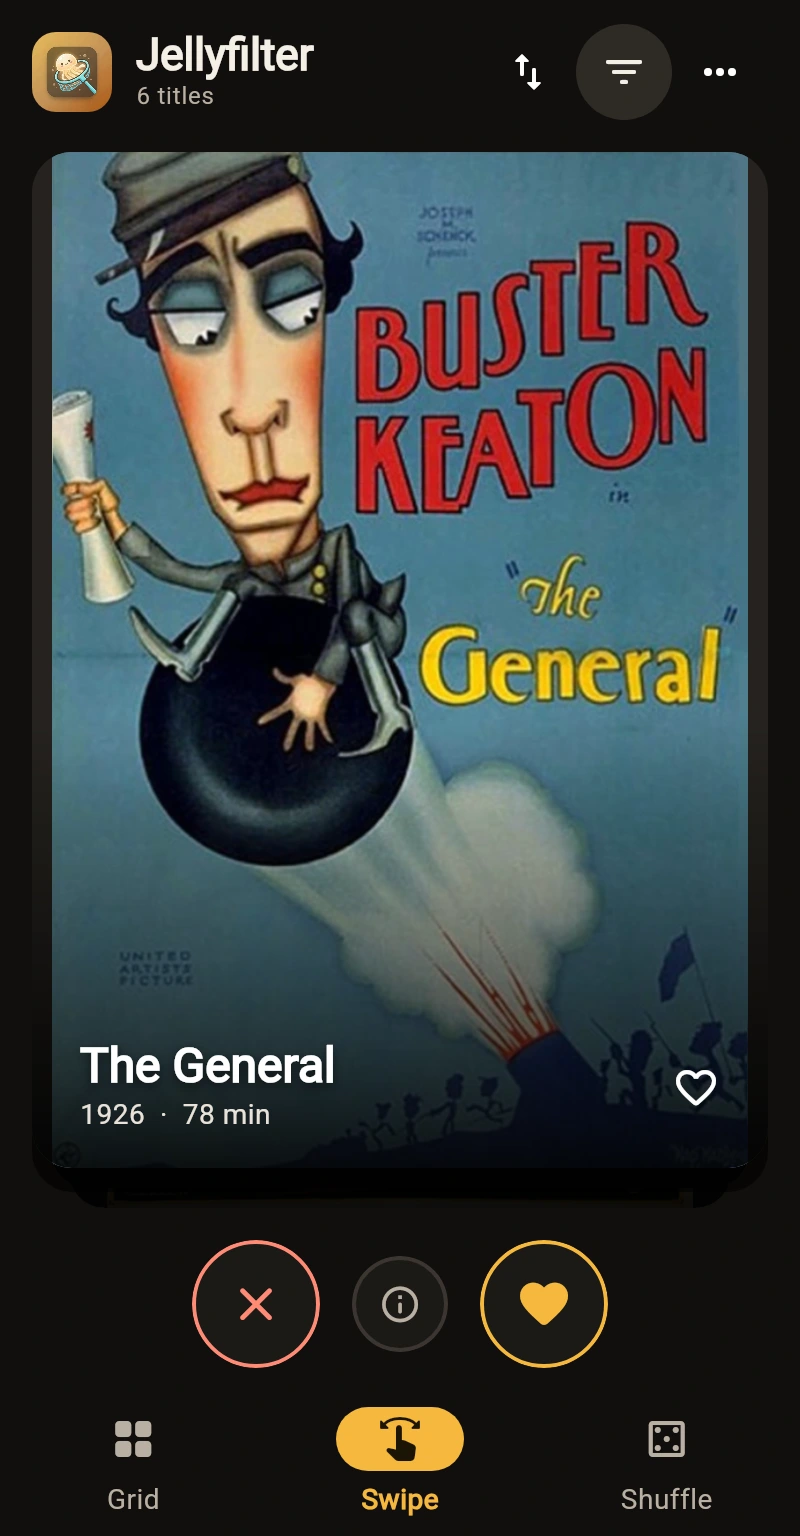 Jellyfilter
6 titles
JOSEPH
M.
SCHENCK
presents
BUSTER
KEATON
in
"The
General"
UNITED
ARTISTS
PICTURE
The General
1926 · 78 min
Grid
Swipe
Shuffle